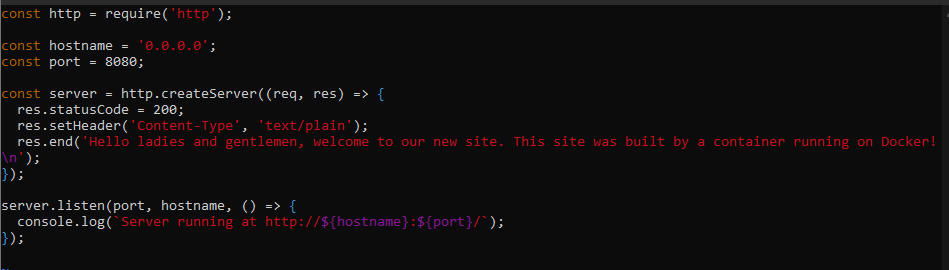 const http = require('http');
const hostname = '0.0.0.0';
const port = 8080;
const server = http.createServer((req, res) => {
  res.statusCode = 200;
  res.setHeader('Content-Type', 'text/plain');
  res.end('Hello ladies and gentlemen, welcome to our new site. This site was built by a container running on Docker!
\n');
});
server.listen(port, hostname, () => {
  console.log(`Server running at http://${hostname}:${port}/`);
});